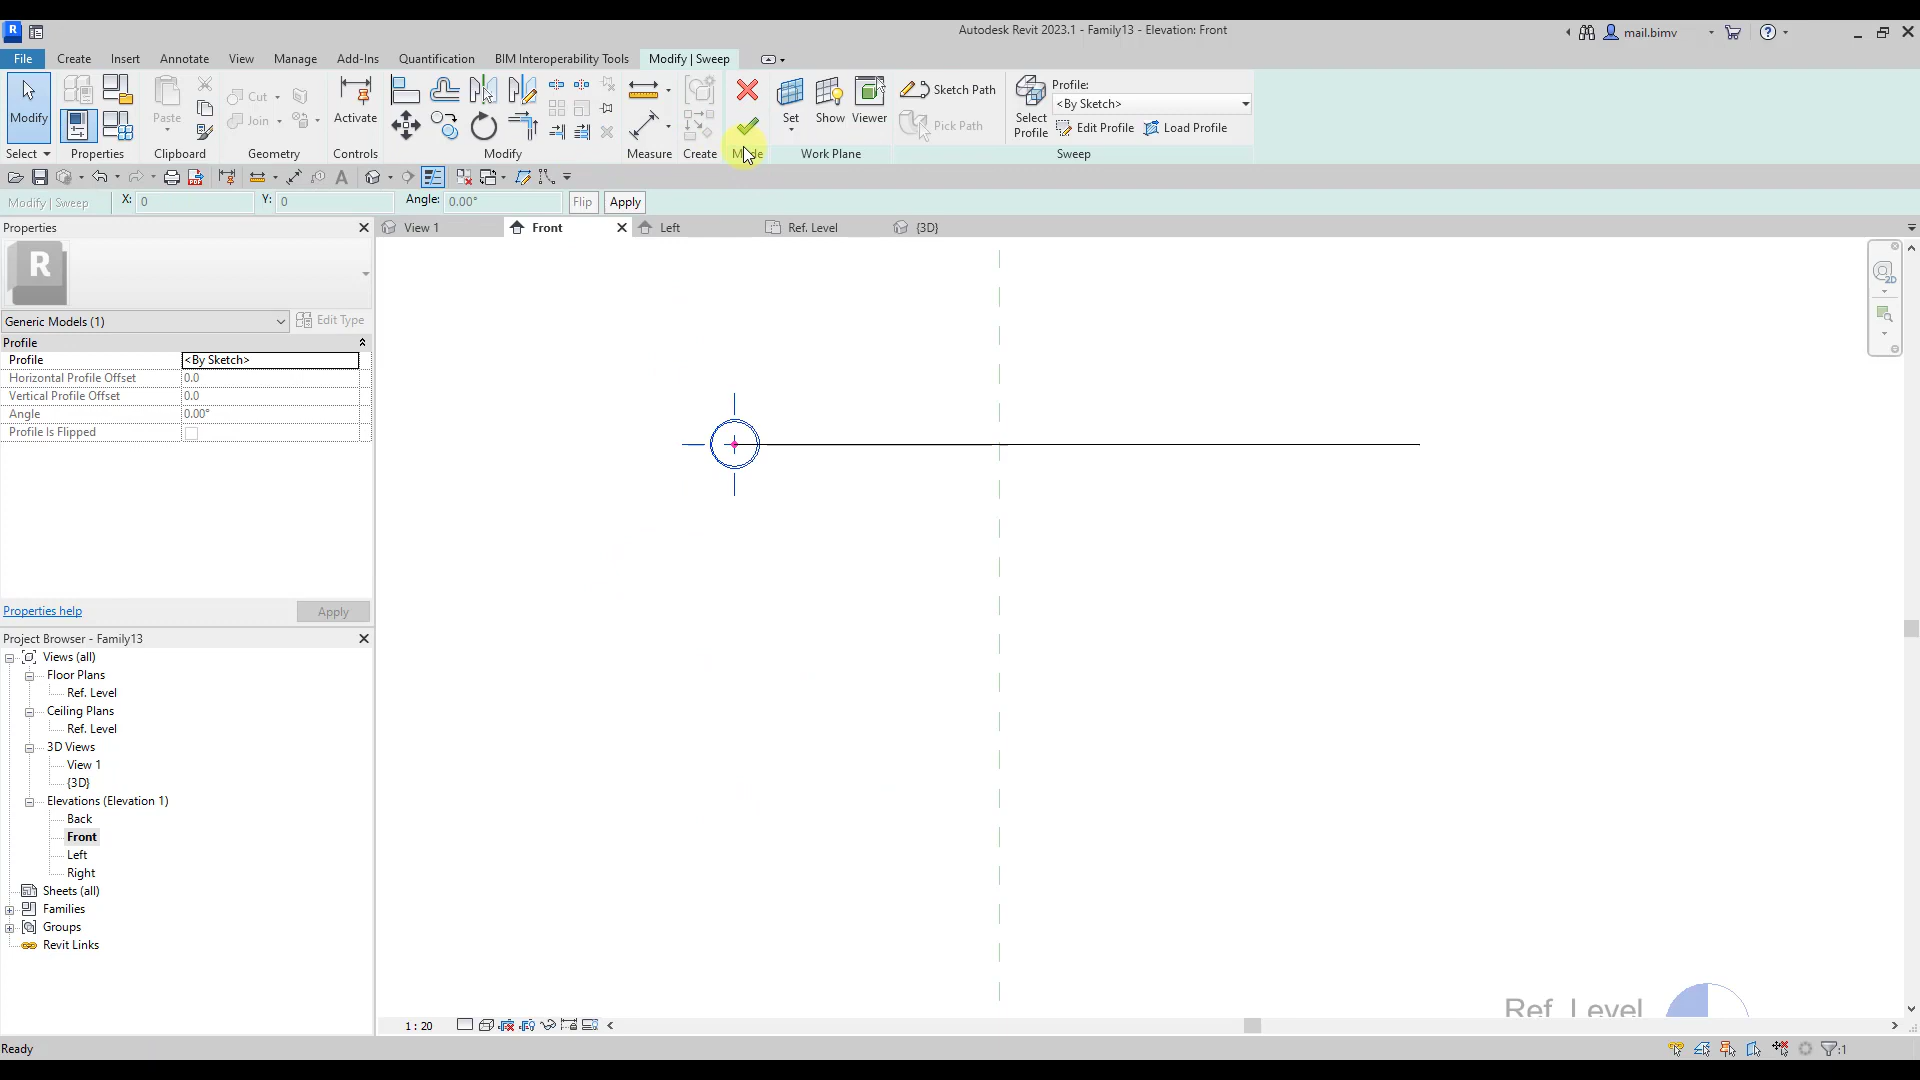 R
Autodesk Revit 2023.1 - Family13 - Elevation: Front
mail.bimv
File
Create
Insert
Annotate
View
Manage
Add-Ins
Quantification
BIM Interoperability Tools
Modify | Sweep
Modify
Paste
Cut
Join
Activate
Set
Show
Viewer
Sketch Path
Pick Path
Select
Profile
Profile:
<By Sketch>
Edit Profile
Load Profile
Select
Properties
Clipboard
Geometry
Controls
Modify
Measure
Create
Mode
Work Plane
Sweep
Modify | Sweep
X: 0
Y: 0
Angle: 0.00°
Flip
Apply
Properties
View 1
Front
Left
Ref. Level
{3D}
R
2D
Generic Models (1)
Edit Type
Profile
Profile <By Sketch>
Horizontal Profile Offset 0.0
Vertical Profile Offset 0.0
Angle 0.00°
Profile Is Flipped
Properties help
Apply
Project Browser - Family13
Views (all)
Floor Plans
Ref. Level
Ceiling Plans
Ref. Level
3D Views
View 1
{3D}
Elevations (Elevation 1)
Back
Front
Left
Right
Sheets (all)
Families
Groups
Revit Links
Ref. Level
1 : 20
Ready
:1